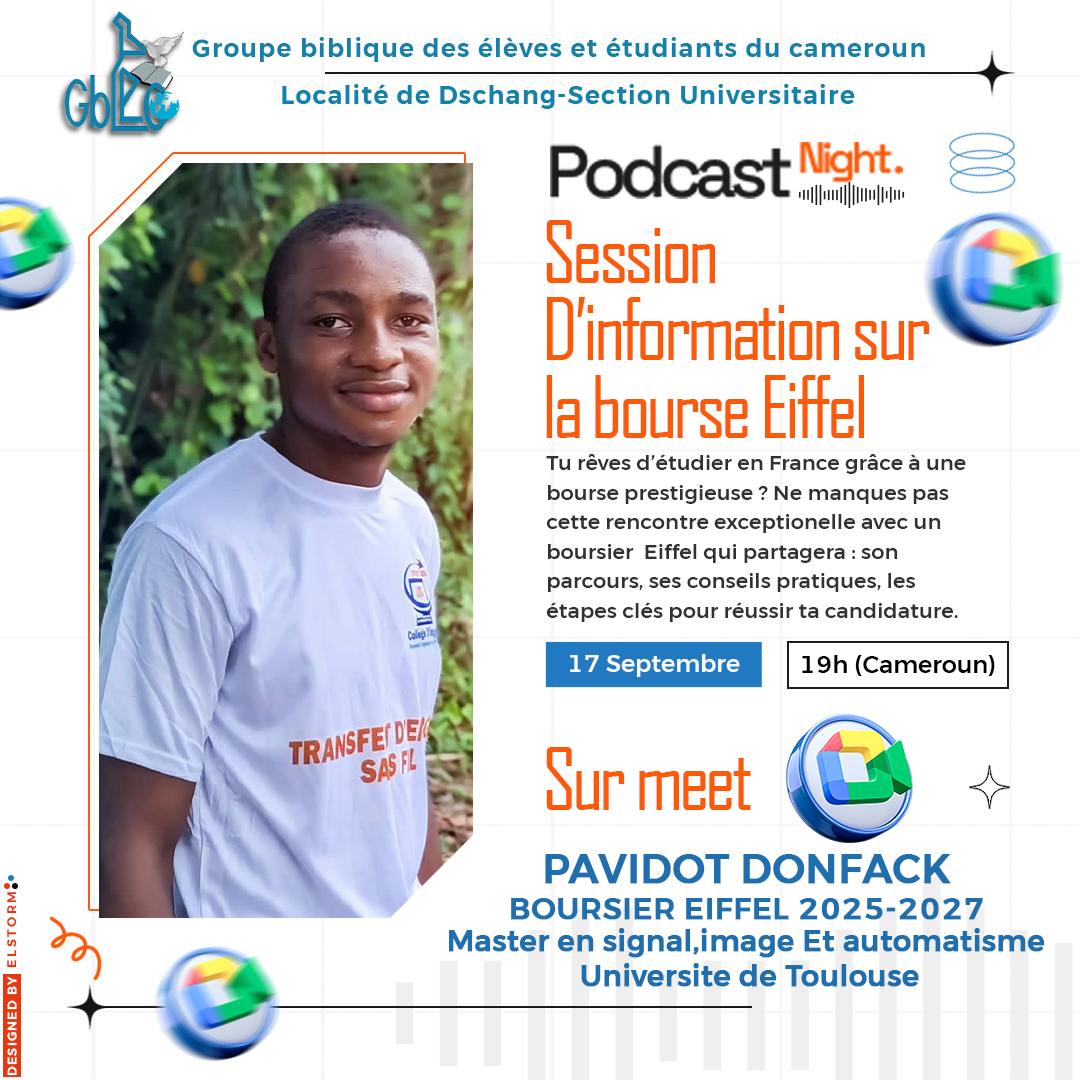 Groupe biblique des élèves et étudiants du cameroun
Localité de Dschang-Section Universitaire
Podcast Night.
Session
D'information sur
la bourse Eiffel
Tu rêves d'étudier en France grâce à une
bourse prestigieuse ? Ne manques pas
cette rencontre exceptionelle avec un
boursier Eiffel qui partagera : son
parcours, ses conseils pratiques, les
étapes clés pour réussir ta candidature.
17 Septembre
19h (Cameroun)
Sur meet
PAVIDOT DONFACK
BOURSIER EIFFEL 2025-2027
Master en signal,image Et automatisme
Universite de Toulouse
TRANSFET D'
SAS
DESIGNED BY ELSTORM